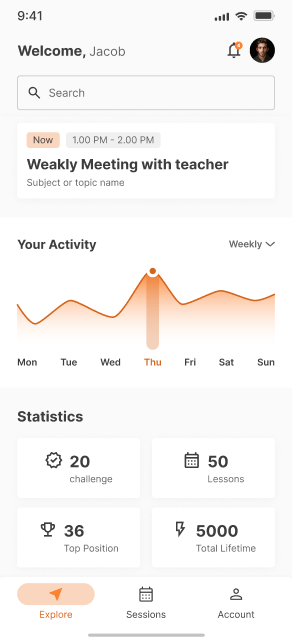 9:41
Welcome, Jacob
Search
Now 1.00 PM - 2.00 PM
Weakly Meeting with teacher
Subject or topic name
Your Activity Weekly
Mon Tue Wed Thu Fri Sat Sun
Statistics
20 50
challenge Lessons
36 5000
Top Position Total Lifetime
Explore Sessions Account